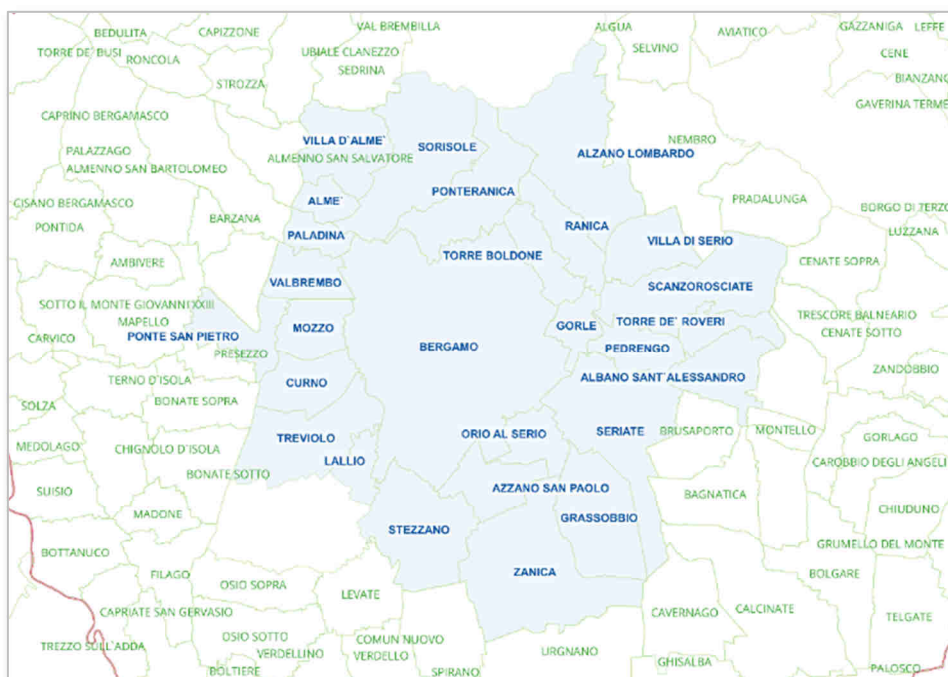 BEDULITA
CAPIZZONE
VAL BREMBILLA
ALGUA
AVIATICO
GAZZANIGA
LEFFE
TORRE DE' BUSI
RONCOLA
UBIALE CLANEZZO
SELVINO
CENE
SEDRINA
STROZZA
BIANZANO
GAVERINA TERME
CAPRINO BERGAMASCO
VILLA D`ALME`
SORISOLE
NEMBRO
PALAZZAGO
ALMENNO SAN SALVATORE
ALZANO LOMBARDO
ALMENNO SAN BARTOLOMEO
PONTERANICA
PRADALUNGA
CISANO BERGAMASCO
ALME`
BORGO DI TERZO
PONTIDA
BARZANA
RANICA
LUZZANA
PALADINA
VILLA DI SERIO
AMBIVERE
TORRE BOLDONE
CENATE SOPRA
VALBREMBO
SCANZOROSCIATE
SOTTO IL MONTE GIOVANNI XXIII
TRESCORE BALNEARIO
MAPELLO
MOZZO
GORLE
TORRE DE` ROVERI
CENATE SOTTO
CARVICO
PONTE SAN PIETRO
BERGAMO
PEDRENGO
PRESEZZO
ZANDOBBIO
TERNO D'ISOLA
CURNO
ALBANO SANT`ALESSANDRO
SOLZA
BONATE SOPRA
MEDOLAGO
CHIGNOLO D'ISOLA
TREVIOLO
ORIO AL SERIO
SERIATE
BRUSAPORTO
MONTELLO
GORLAGO
LALLIO
CAROBBIO DEGLI ANGELI
BONATE SOTTO
SUISIO
AZZANO SAN PAOLO
BAGNATICA
CHIUDUNO
MADONE
STEZZANO
GRASSOBBIO
GRUMELLO DEL MONTE
BOTTANUCO
FILAGO
ZANICA
BOLGARE
OSIO SOPRA
LEVATE
CAPRIATE SAN GERVASIO
CAVERNAGO
CALCINATE
TELGATE
TREZZO SULL'ADDA
OSIO SOTTO
COMUN NUOVO
VERDELLINO
VERDELLO
URGNANO
GHISALBA
BOLTIERE
SPIRANO
PALOSCO